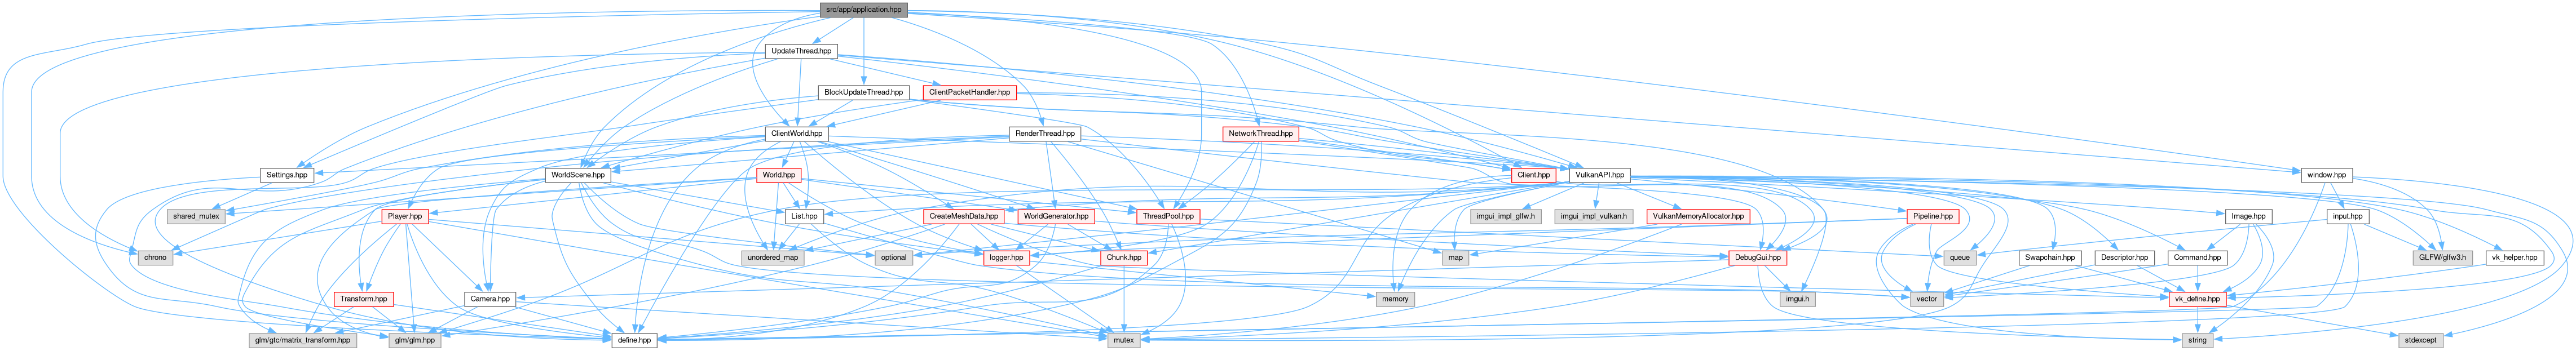 src/app/application.hpp
UpdateThread.hpp
BlockUpdateThread.hpp
ClientPacketHandler.hpp
ClientWorld.hpp
RenderThread.hpp
NetworkThread.hpp
Settings.hpp
WorldScene.hpp
World.hpp
Client.hpp
VulkanAPI.hpp
window.hpp
shared_mutex
Player.hpp
List.hpp
CreateMeshData.hpp
WorldGenerator.hpp
ThreadPool.hpp
imgui_impl_glfw.h
imgui_impl_vulkan.h
VulkanMemoryAllocator.hpp
Pipeline.hpp
Image.hpp
input.hpp
chrono
unordered_map
optional
logger.hpp
Chunk.hpp
map
DebugGui.hpp
queue
Swapchain.hpp
Descriptor.hpp
Command.hpp
GLFW/glfw3.h
vk_helper.hpp
Transform.hpp
Camera.hpp
memory
imgui.h
vector
vk_define.hpp
glm/gtc/matrix_transform.hpp
glm/glm.hpp
define.hpp
mutex
string
stdexcept